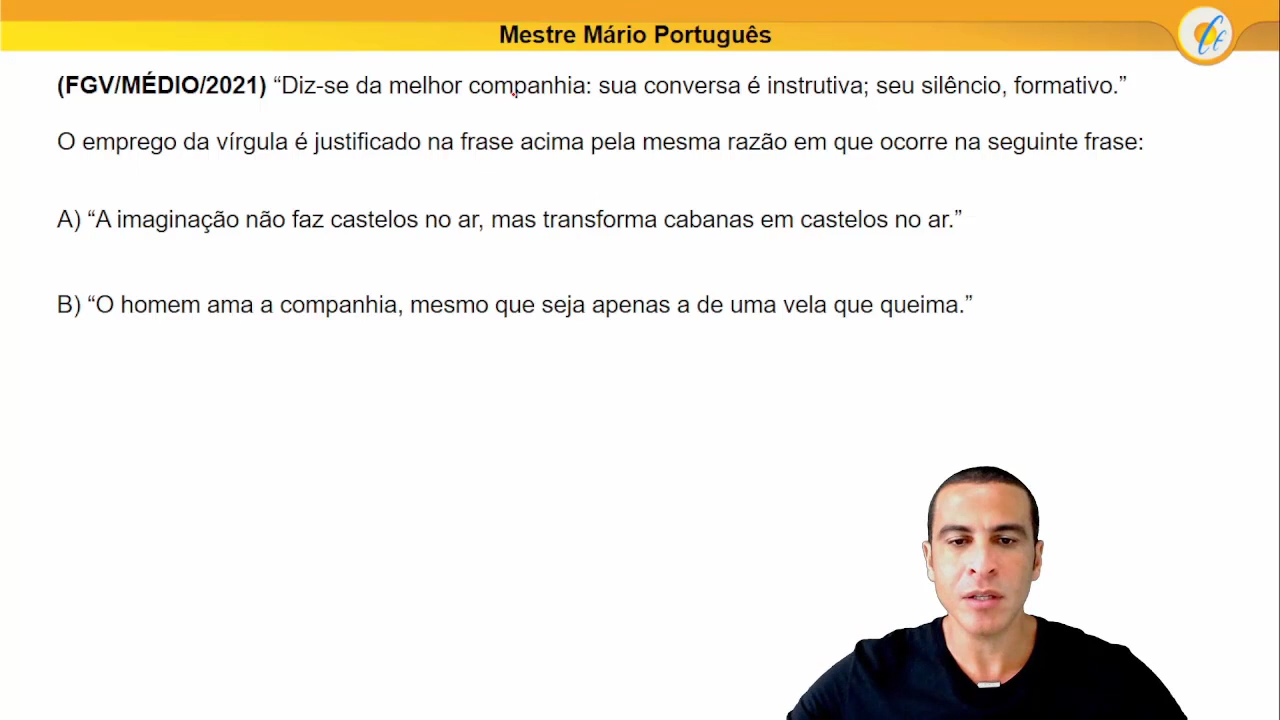 Mestre Mário Português
(FGV/MÉDIO/2021) “Diz-se da melhor companhia: sua conversa é instrutiva; seu silêncio, formativo.”
O emprego da vírgula é justificado na frase acima pela mesma razão em que ocorre na seguinte frase:
A) “A imaginação não faz castelos no ar, mas transforma cabanas em castelos no ar.”
B) “O homem ama a companhia, mesmo que seja apenas a de uma vela que queima.”